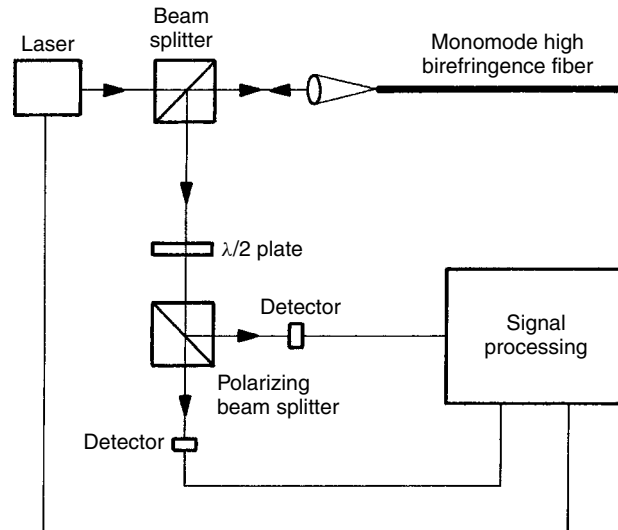 Beam
splitter
Laser
Monomode high
birefringence fiber
λ/2 plate
Detector
Signal
processing
Polarizing
beam splitter
Detector